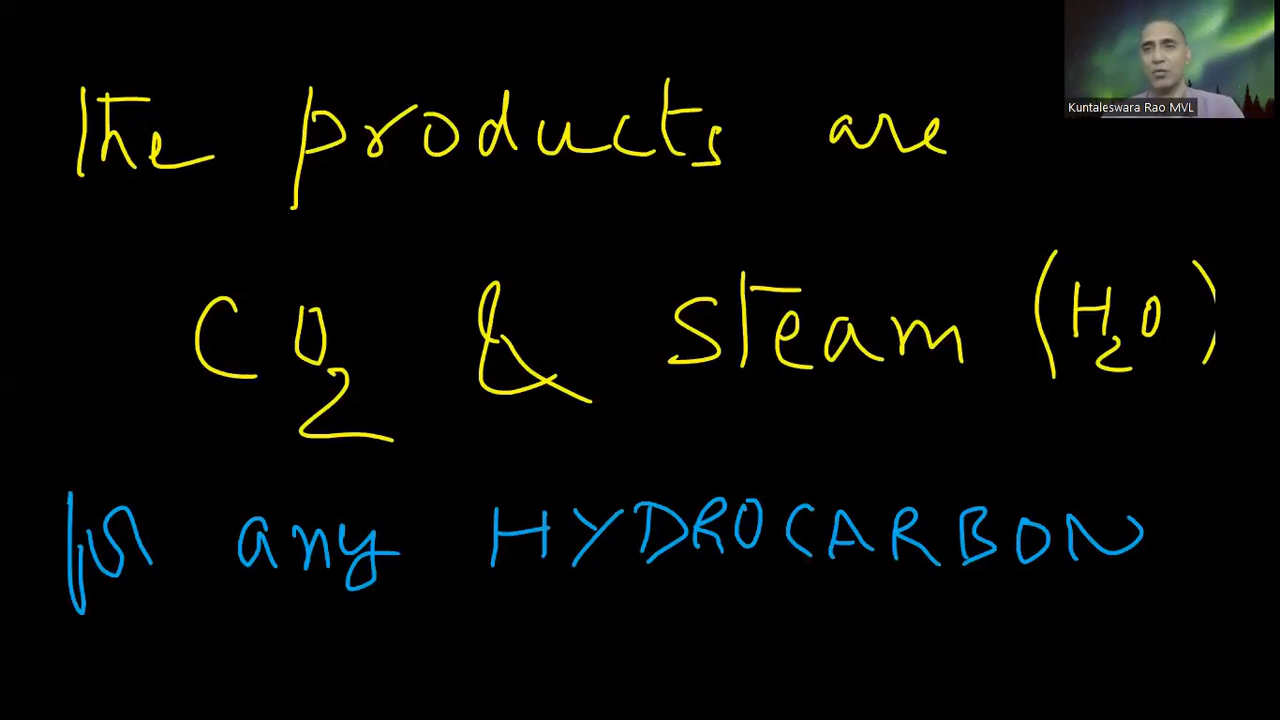 The products are
Kuntaleswara Rao MVL
CO₂ & steam (H₂O)
for any HYDROCARBON